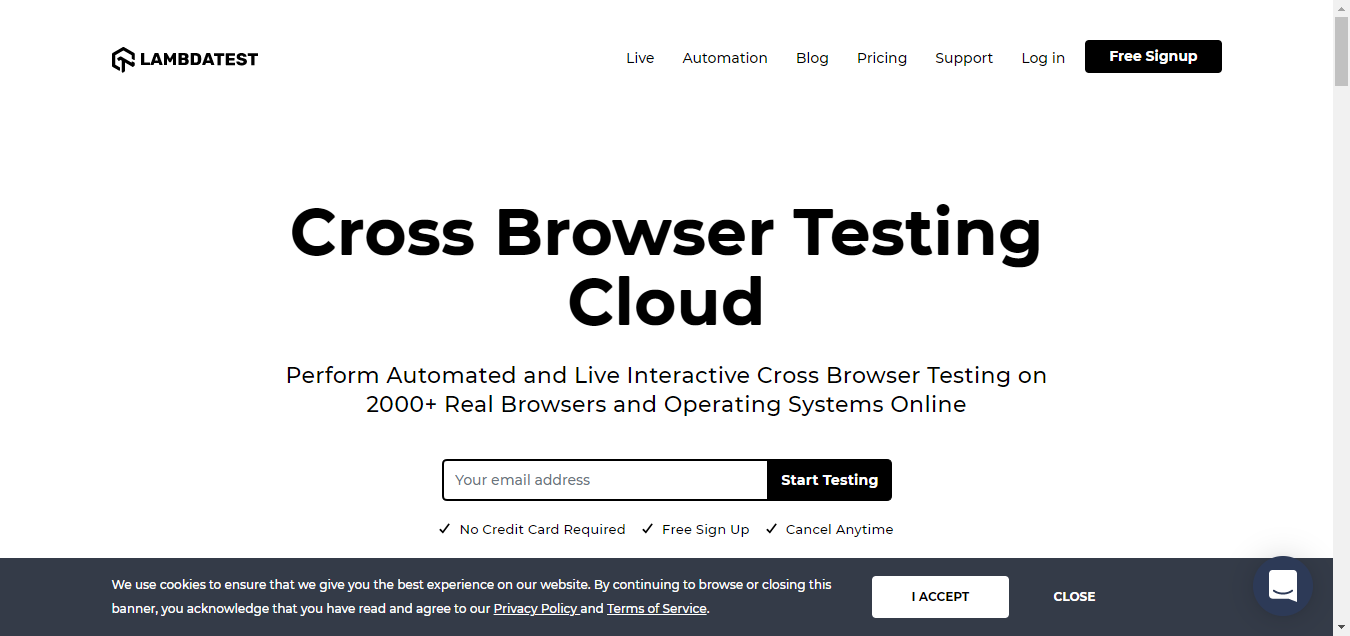 LAMBDATEST
Live Automation Blog Pricing Support Log in Free Signup
Cross Browser Testing
Cloud
Perform Automated and Live Interactive Cross Browser Testing on
2000+ Real Browsers and Operating Systems Online
Your email address Start Testing
No Credit Card Required Free Sign Up Cancel Anytime
We use cookies to ensure that we give you the best experience on our website. By continuing to browse or closing this
banner, you acknowledge that you have read and agree to our Privacy Policy and Terms of Service.
I ACCEPT CLOSE